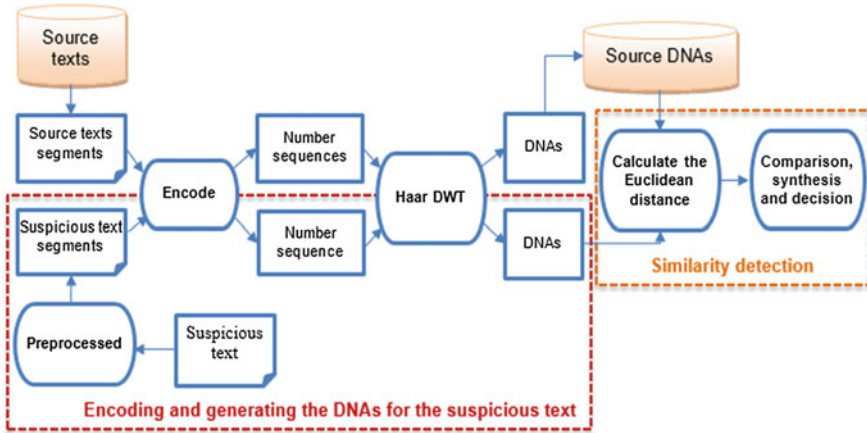 Source
texts
Source DNAs
Source texts
segments
Number
sequences
DNAs
Encode
Haar DWT
Calculate the
Euclidean
distance
Comparison,
synthesis
and decision
Suspicious text
segments
Number
sequence
DNAs
Similarity detection
Preprocessed
Suspicious
text
Encoding and generating the DNAs for the suspicious text